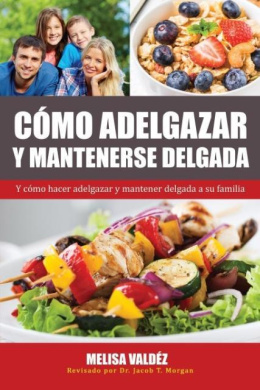 CÓMO ADELGAZAR
Y MANTENERSE DELGADA
Y cómo hacer adelgazar y mantener delgada a su familia
MELISA VALDÉZ
Revisado por Dr. Jacob T. Morgan